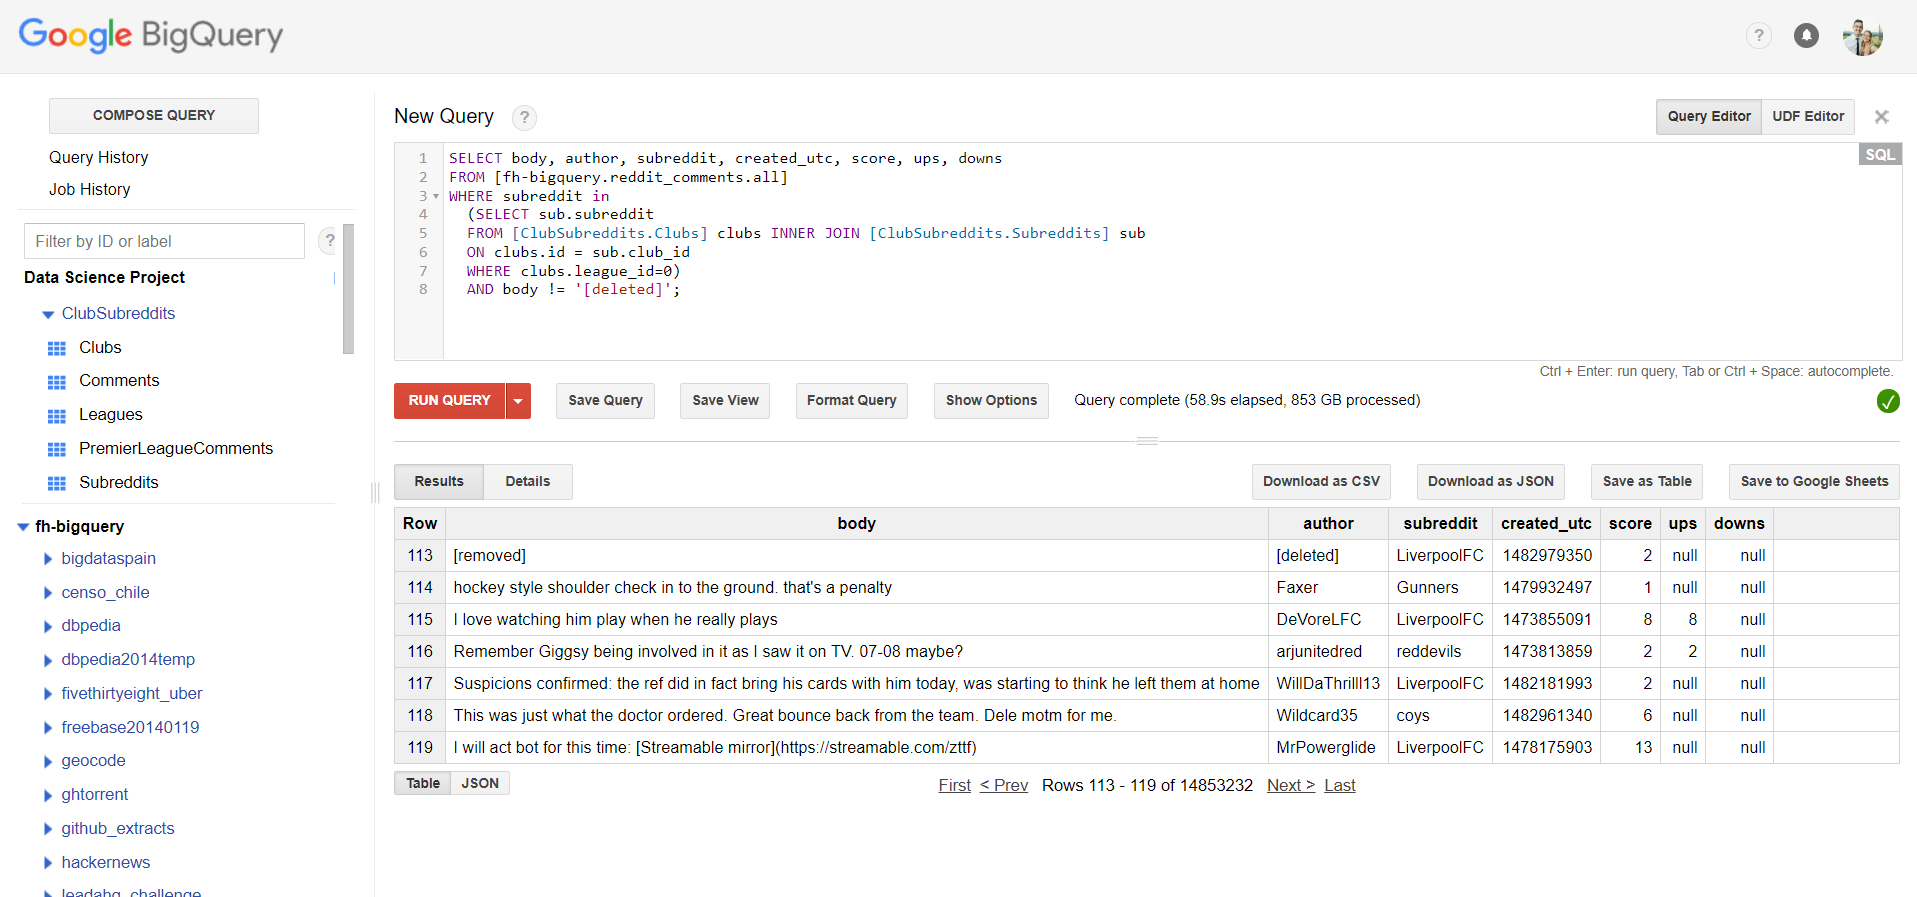 Google BigQuery
?
COMPOSE QUERY
Query History
Job History
Filter by ID or label
?
Data Science Project
ClubSubreddits
Clubs
Comments
Leagues
PremierLeagueComments
Subreddits
fh-bigquery
bigdataspain
censo_chile
dbpedia
dbpedia2014temp
fivethirtyeight_uber
freebase20140119
geocode
ghtorrent
github_extracts
hackernews
leadahq_challenge
New Query ?
Query Editor UDF Editor
SQL
1 SELECT body, author, subreddit, created_utc, score, ups, downs
2 FROM [fh-bigquery.reddit_comments.all]
3 WHERE subreddit in
4 (SELECT sub.subreddit
5 FROM [ClubSubreddits.Clubs] clubs INNER JOIN [ClubSubreddits.Subreddits] sub
6 ON clubs.id = sub.club_id
7 WHERE clubs.league_id=0)
8 AND body != '[deleted]';
Ctrl + Enter: run query, Tab or Ctrl + Space: autocomplete.
RUN QUERY Save Query Save View Format Query Show Options Query complete (58.9s elapsed, 853 GB processed)
Results Details Download as CSV Download as JSON Save as Table Save to Google Sheets
Row body author subreddit created_utc score ups downs
113 [removed] [deleted] LiverpoolFC 1482979350 2 null null
114 hockey style shoulder check in to the ground. that's a penalty Faxer Gunners 1479932497 1 null null
115 I love watching him play when he really plays DeVoreLFC LiverpoolFC 1473855091 8 8 null
116 Remember Giggsy being involved in it as I saw it on TV. 07-08 maybe? arjunitedred reddevils 1473813859 2 2 null
117 Suspicions confirmed: the ref did in fact bring his cards with him today, was starting to think he left them at home WillDaThrilll13 LiverpoolFC 1482181993 2 null null
118 This was just what the doctor ordered. Great bounce back from the team. Dele motm for me. Wildcard35 coys 1482961340 6 null null
119 I will act bot for this time: [Streamable mirror](https://streamable.com/zttf) MrPowerglide LiverpoolFC 1478175903 13 null null
Table JSON First < Prev Rows 113 - 119 of 14853232 Next > Last